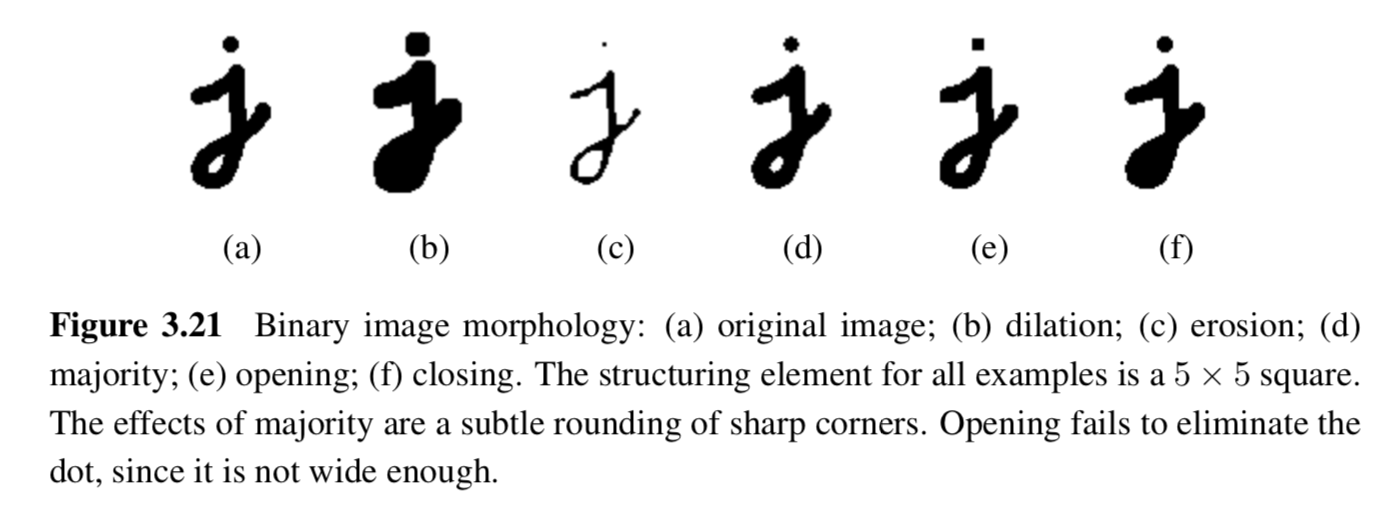 (a) (b) (c) (d) (e) (f)
Figure 3.21 Binary image morphology: (a) original image; (b) dilation; (c) erosion; (d)
majority; (e) opening; (f) closing. The structuring element for all examples is a 5 × 5 square.
The effects of majority are a subtle rounding of sharp corners. Opening fails to eliminate the
dot, since it is not wide enough.